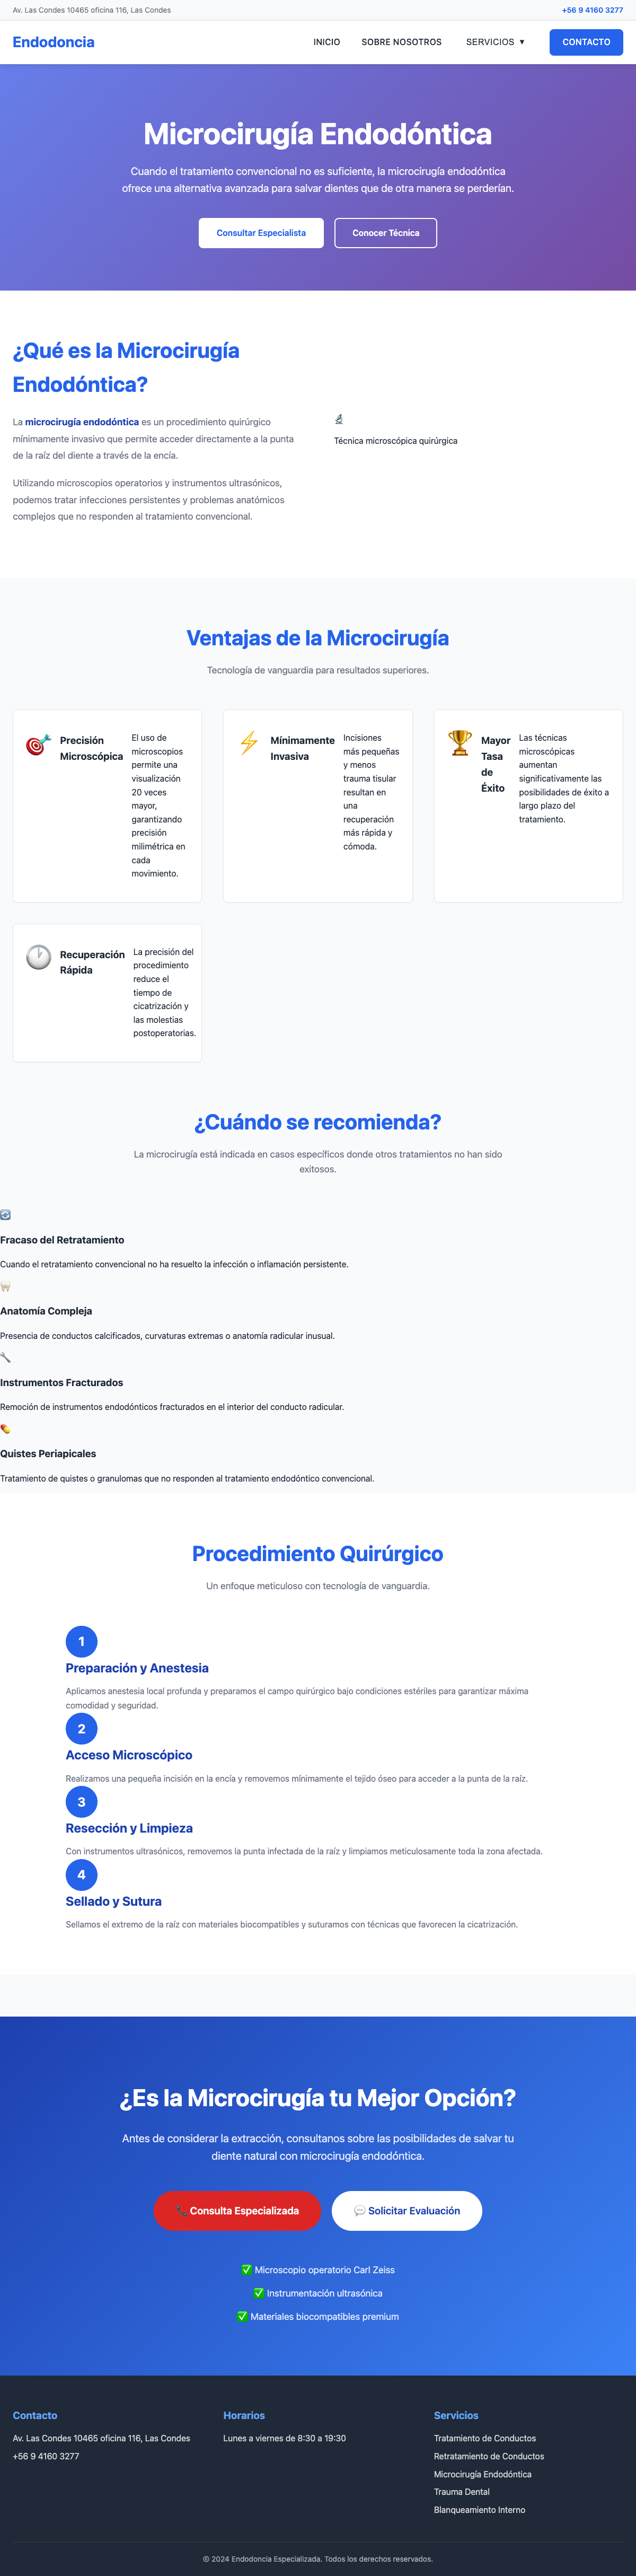 Av. Las Condes 10465 oficina 116, Las Condes
+56 9 4160 3277
Endodoncia
INICIO
SOBRE NOSOTROS
SERVICIOS ▼
CONTACTO
Microcirugía Endodóntica
Cuando el tratamiento convencional no es suficiente, la microcirugía endodóntica
ofrece una alternativa avanzada para salvar dientes que de otra manera se perderían.
Consultar Especialista
Conocer Técnica
¿Qué es la Microcirugía
Endodóntica?
La microcirugía endodóntica es un procedimiento quirúrgico
mínimamente invasivo que permite acceder directamente a la punta
de la raíz del diente a través de la encía.
Utilizando microscopios operatorios y instrumentos ultrasónicos,
podemos tratar infecciones persistentes y problemas anatómicos
complejos que no responden al tratamiento convencional.
Técnica microscópica quirúrgica
Ventajas de la Microcirugía
Tecnología de vanguardia para resultados superiores.
Precisión
Microscópica
El uso de
microscopios
permite una
visualización
20 veces
mayor,
garantizando
precisión
milimétrica en
cada
movimiento.
Mínimamente
Invasiva
Incisiones
más pequeñas
y menos
trauma tisular
resultan en
una
recuperación
más rápida y
cómoda.
Mayor
Tasa
de
Éxito
Las técnicas
microscópicas
aumentan
significativamente las
posibilidades de éxito a
largo plazo del
tratamiento.
Recuperación
Rápida
La precisión del
procedimiento
reduce el
tiempo de
cicatrización y
las molestias
postoperatorias.
¿Cuándo se recomienda?
La microcirugía está indicada en casos específicos donde otros tratamientos no han sido
exitosos.
Fracaso del Retratamiento
Cuando el retratamiento convencional no ha resuelto la infección o inflamación persistente.
Anatomía Compleja
Presencia de conductos calcificados, curvaturas extremas o anatomía radicular inusual.
Instrumentos Fracturados
Remoción de instrumentos endodónticos fracturados en el interior del conducto radicular.
Quistes Periapicales
Tratamiento de quistes o granulomas que no responden al tratamiento endodóntico convencional.
Procedimiento Quirúrgico
Un enfoque meticuloso con tecnología de vanguardia.
1
Preparación y Anestesia
Aplicamos anestesia local profunda y preparamos el campo quirúrgico bajo condiciones estériles para garantizar máxima
comodidad y seguridad.
2
Acceso Microscópico
Realizamos una pequeña incisión en la encía y removemos mínimamente el tejido óseo para acceder a la punta de la raíz.
3
Resección y Limpieza
Con instrumentos ultrasónicos, removemos la punta infectada de la raíz y limpiamos meticulosamente toda la zona afectada.
4
Sellado y Sutura
Sellamos el extremo de la raíz con materiales biocompatibles y suturamos con técnicas que favorecen la cicatrización.
¿Es la Microcirugía tu Mejor Opción?
Antes de considerar la extracción, consultanos sobre las posibilidades de salvar tu
diente natural con microcirugía endodóntica.
📞 Consulta Especializada
💬 Solicitar Evaluación
✅ Microscopio operatorio Carl Zeiss
✅ Instrumentación ultrasónica
✅ Materiales biocompatibles premium
Contacto
Av. Las Condes 10465 oficina 116, Las Condes
+56 9 4160 3277
Horarios
Lunes a viernes de 8:30 a 19:30
Servicios
Tratamiento de Conductos
Retratamiento de Conductos
Microcirugía Endodóntica
Trauma Dental
Blanqueamiento Interno
© 2024 Endodoncia Especializada. Todos los derechos reservados.